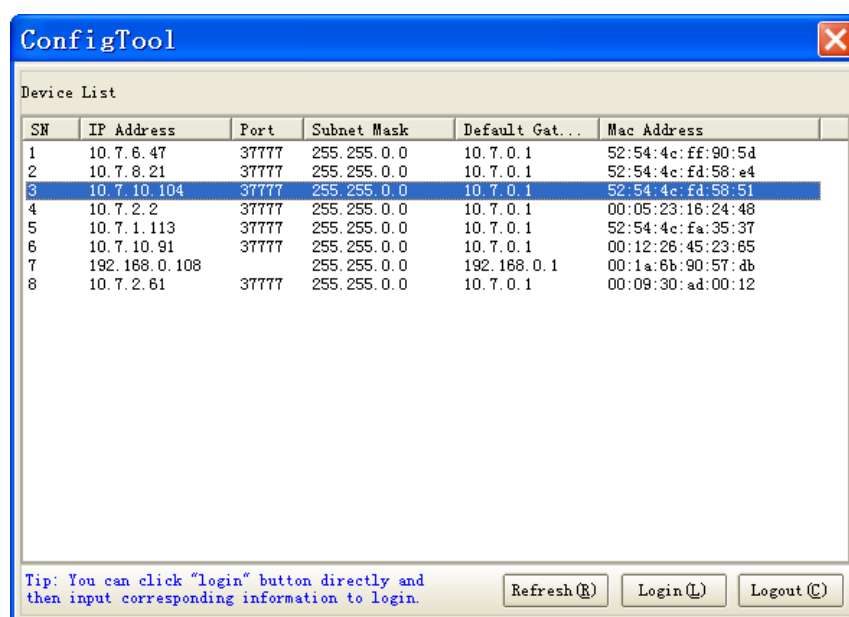 ConfigTool
Device List
SN IP Address Port Subnet Mask Default Gat... Mac Address
1 10.7.6.47 37777 255.255.0.0 10.7.0.1 52:54:4c:ff:90:5d
2 10.7.8.21 37777 255.255.0.0 10.7.0.1 52:54:4c:fd:58:e4
3 10.7.10.104 37777 255.255.0.0 10.7.0.1 52:54:4c:fd:58:51
4 10.7.2.2 37777 255.255.0.0 10.7.0.1 00:05:23:16:24:48
5 10.7.1.113 37777 255.255.0.0 10.7.0.1 52:54:4c:fa:35:37
6 10.7.10.91 37777 255.255.0.0 10.7.0.1 00:12:26:45:23:65
7 192.168.0.108 255.255.0.0 192.168.0.1 00:1a:6b:90:57:db
8 10.7.2.61 37777 255.255.0.0 10.7.0.1 00:09:30:ad:00:12
Tip: You can click "login" button directly and
then input corresponding information to login.
Refresh(R) Login(L) Logout(C)